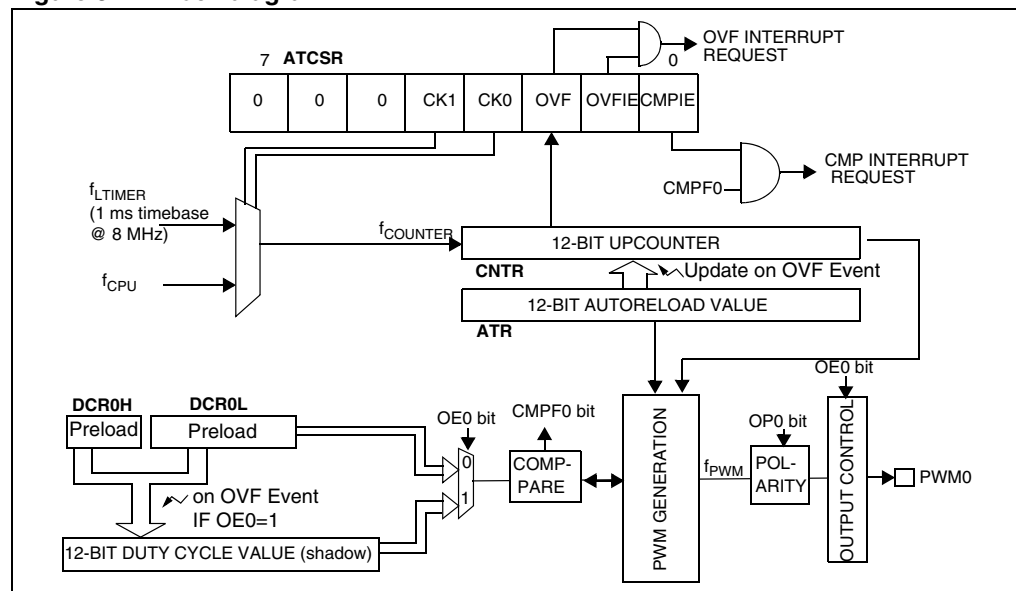 OVF INTERRUPT
REQUEST
7 ATCSR
0
0
0
0
CK1
CK0
OVF
OVFIE
CMPIE
CMP INTERRUPT
REQUEST
CMPF0
fLTIMER
(1 ms timebase
@ 8 MHz)
fCOUNTER
12-BIT UPCOUNTER
CNTR
Update on OVF Event
fCPU
12-BIT AUTORELOAD VALUE
ATR
OE0 bit
DCR0H
DCR0L
Preload
Preload
OE0 bit
CMPF0 bit
OP0 bit
0
1
COMP-
PARE
PWM GENERATION
fPWM
POL-
ARITY
OUTPUT CONTROL
PWM0
on OVF Event
IF OE0=1
12-BIT DUTY CYCLE VALUE (shadow)